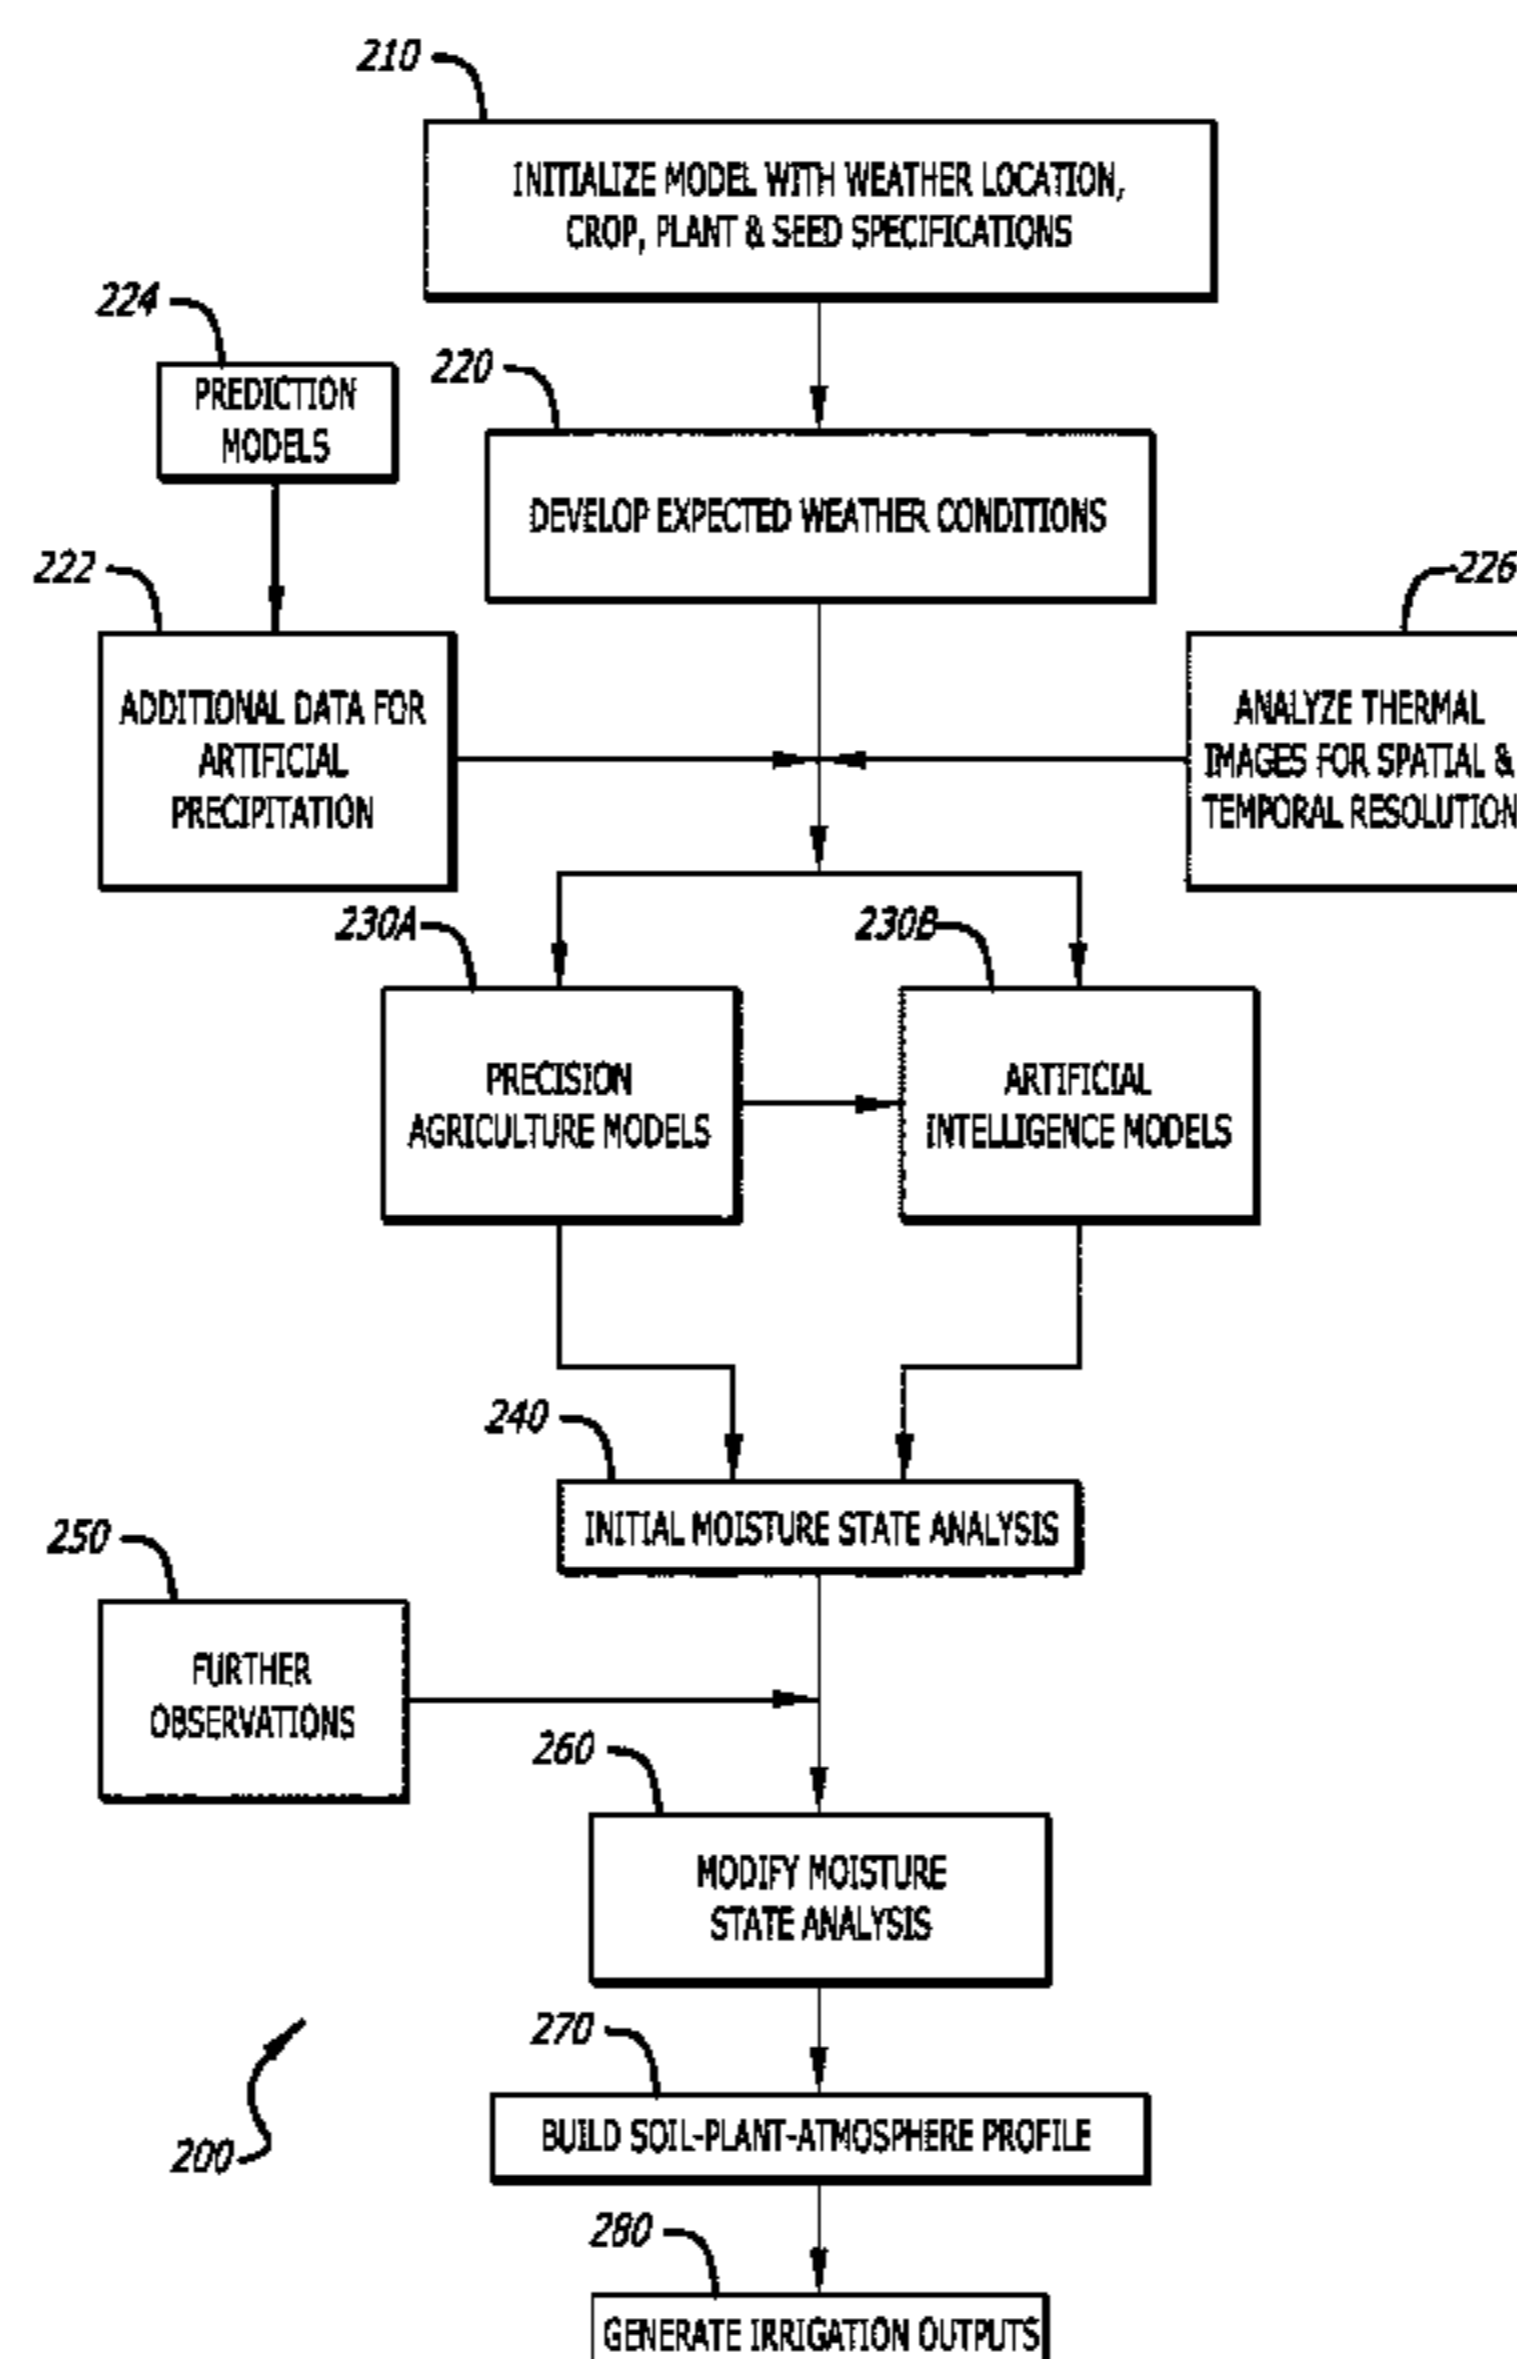 210
INITIALIZE MODEL WITH WEATHER LOCATION,
CROP, PLANT & SEED SPECIFICATIONS
224
PREDICTION
MODELS
220
DEVELOP EXPECTED WEATHER CONDITIONS
222
ADDITIONAL DATA FOR
ARTIFICIAL
PRECIPITATION
226
ANALYZE THERMAL
IMAGES FOR SPATIAL &
TEMPORAL RESOLUTION
230A
PRECISION
AGRICULTURE MODELS
230B
ARTIFICIAL
INTELLIGENCE MODELS
240
INITIAL MOISTURE STATE ANALYSIS
250
FURTHER
OBSERVATIONS
260
MODIFY MOISTURE
STATE ANALYSIS
270
BUILD SOIL-PLANT-ATMOSPHERE PROFILE
200
280
GENERATE IRRIGATION OUTPUTS